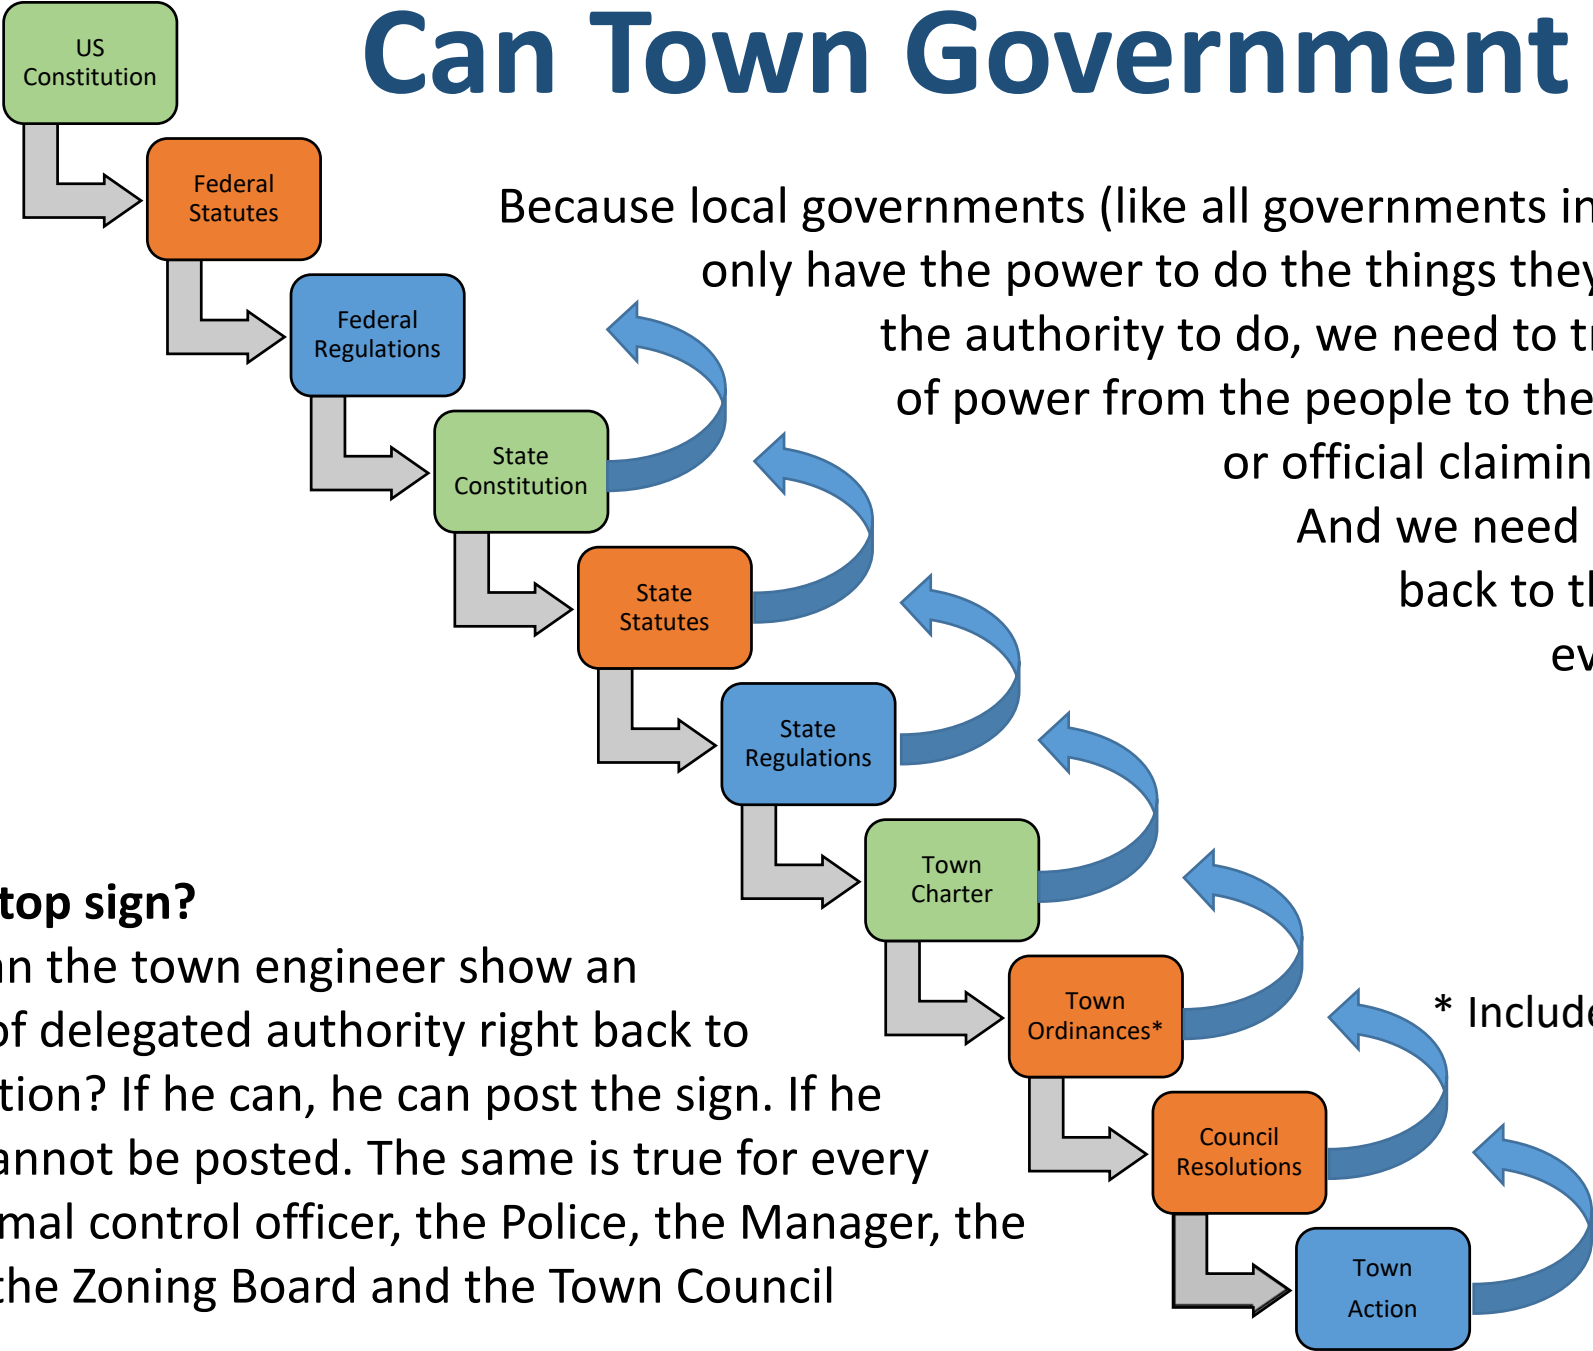 Can Town Government
US
Constitution
Federal
Statutes
Federal
Regulations
State
Constitution
State
Statutes
State
Regulations
Town
Charter
Town
Ordinances*
Council
Resolutions
Town
Action
Because local governments (like all governments in
only have the power to do the things they
the authority to do, we need to tr
of power from the people to the
or official claimin
And we need
back to th
ev
top sign?
an the town engineer show an
of delegated authority right back to
tion? If he can, he can post the sign. If he
annot be posted. The same is true for every
mal control officer, the Police, the Manager, the
the Zoning Board and the Town Council
* Include